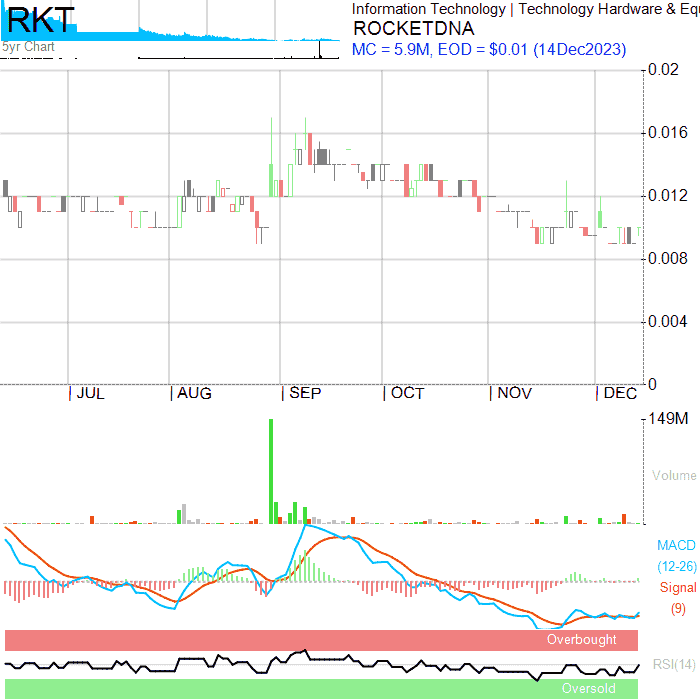 RKT
5yr Chart
Information Technology | Technology Hardware & Equ
ROCKETDNA
MC = 5.9M, EOD = $0.01 (14Dec2023)
0.02
0.016
0.012
0.008
0.004
0
JUL AUG SEP OCT NOV DEC
149M
Volume
MACD
(12-26)
Signal
(9)
Overbought
RSI(14)
Oversold